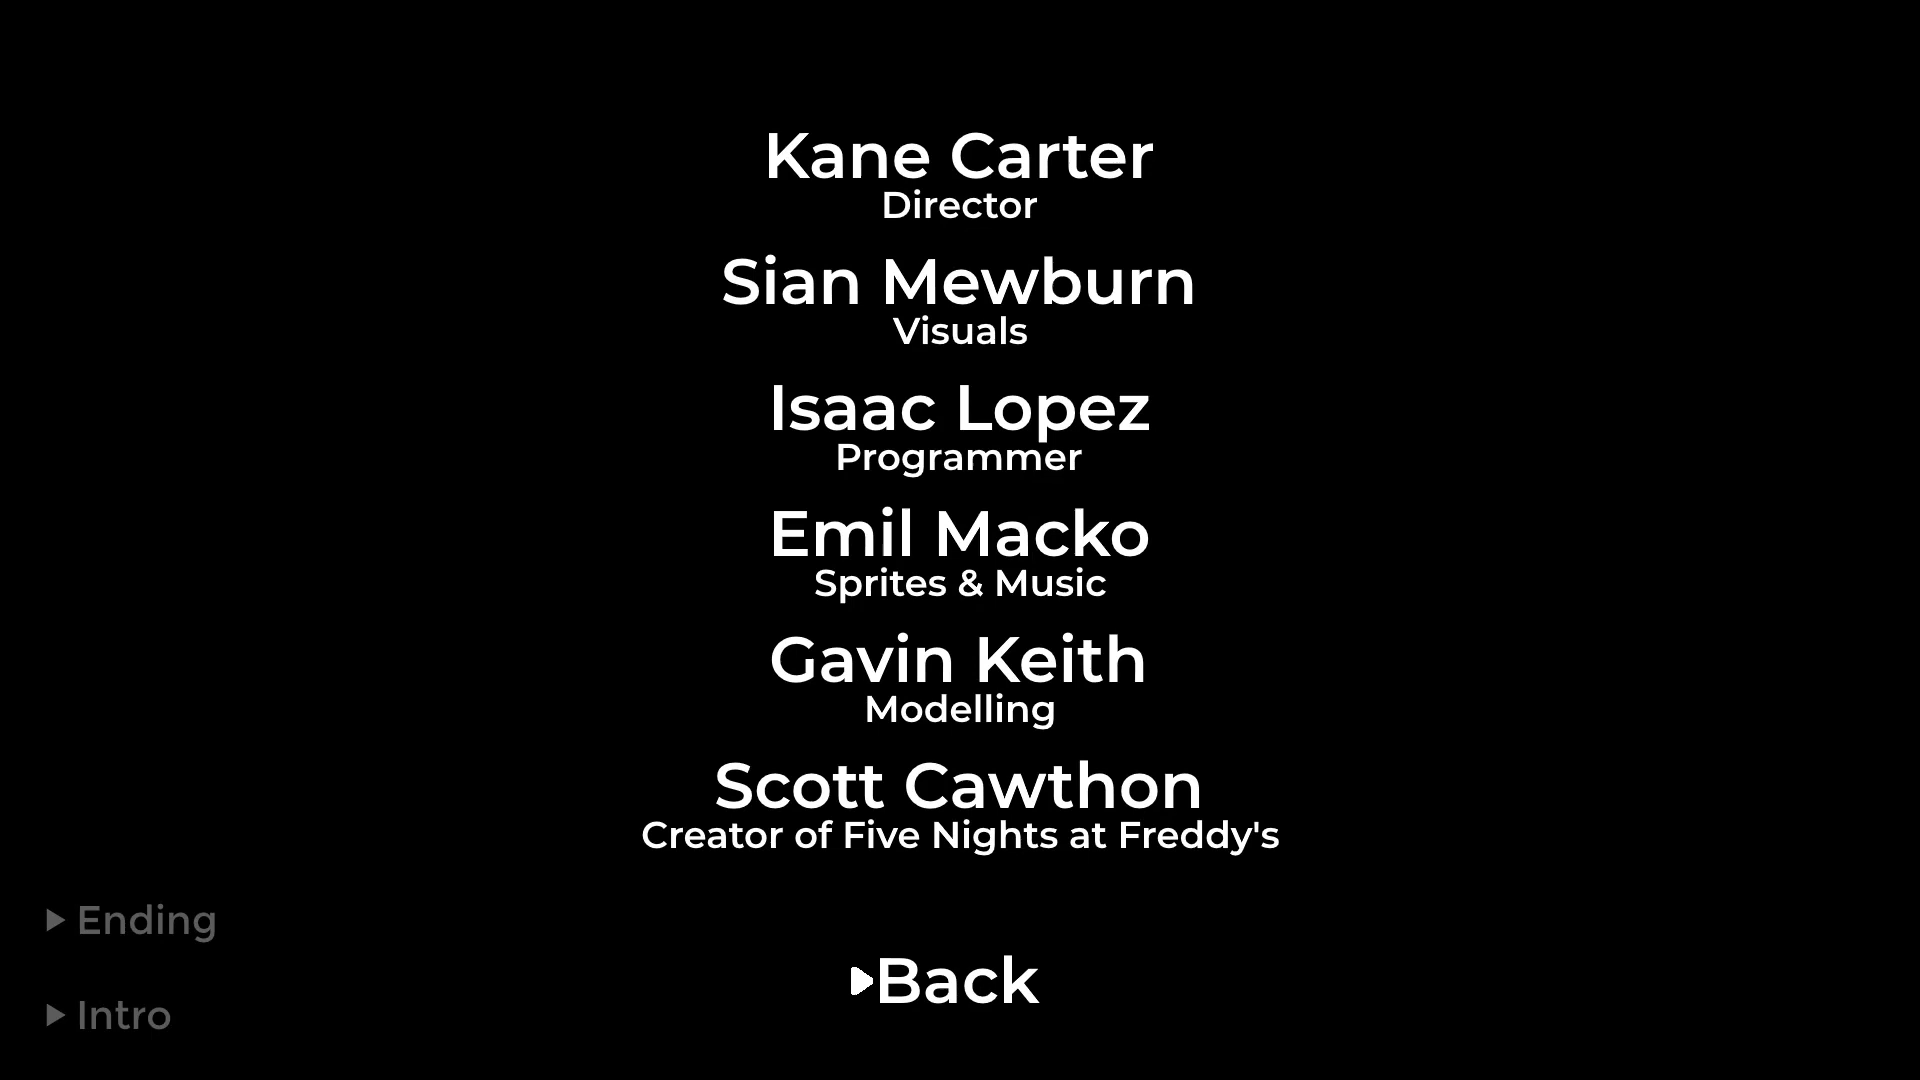 Kane Carter
Director
Sian Mewburn
Visuals
Isaac Lopez
Programmer
Emil Macko
Sprites & Music
Gavin Keith
Modelling
Scott Cawthon
Creator of Five Nights at Freddy's
Ending
Back
Intro